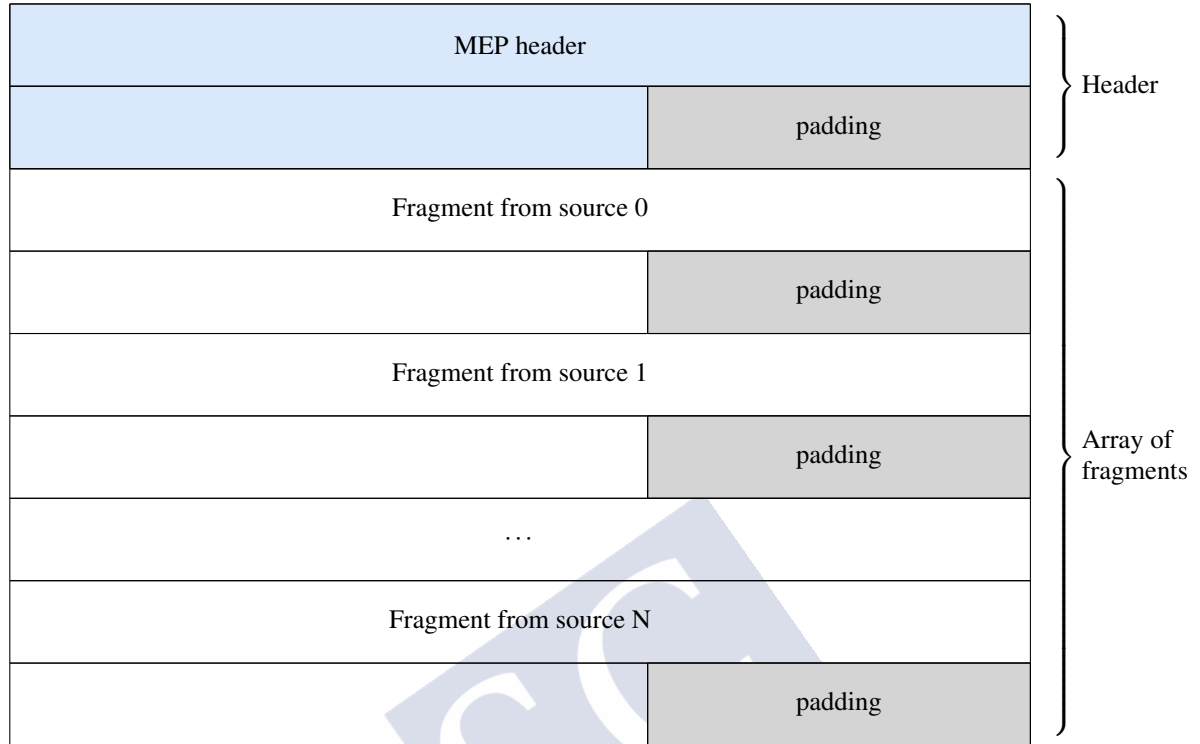 MEP header
Header
padding
Fragment from source 0
padding
Fragment from source 1
padding
Array of
fragments
...
Fragment from source N
padding